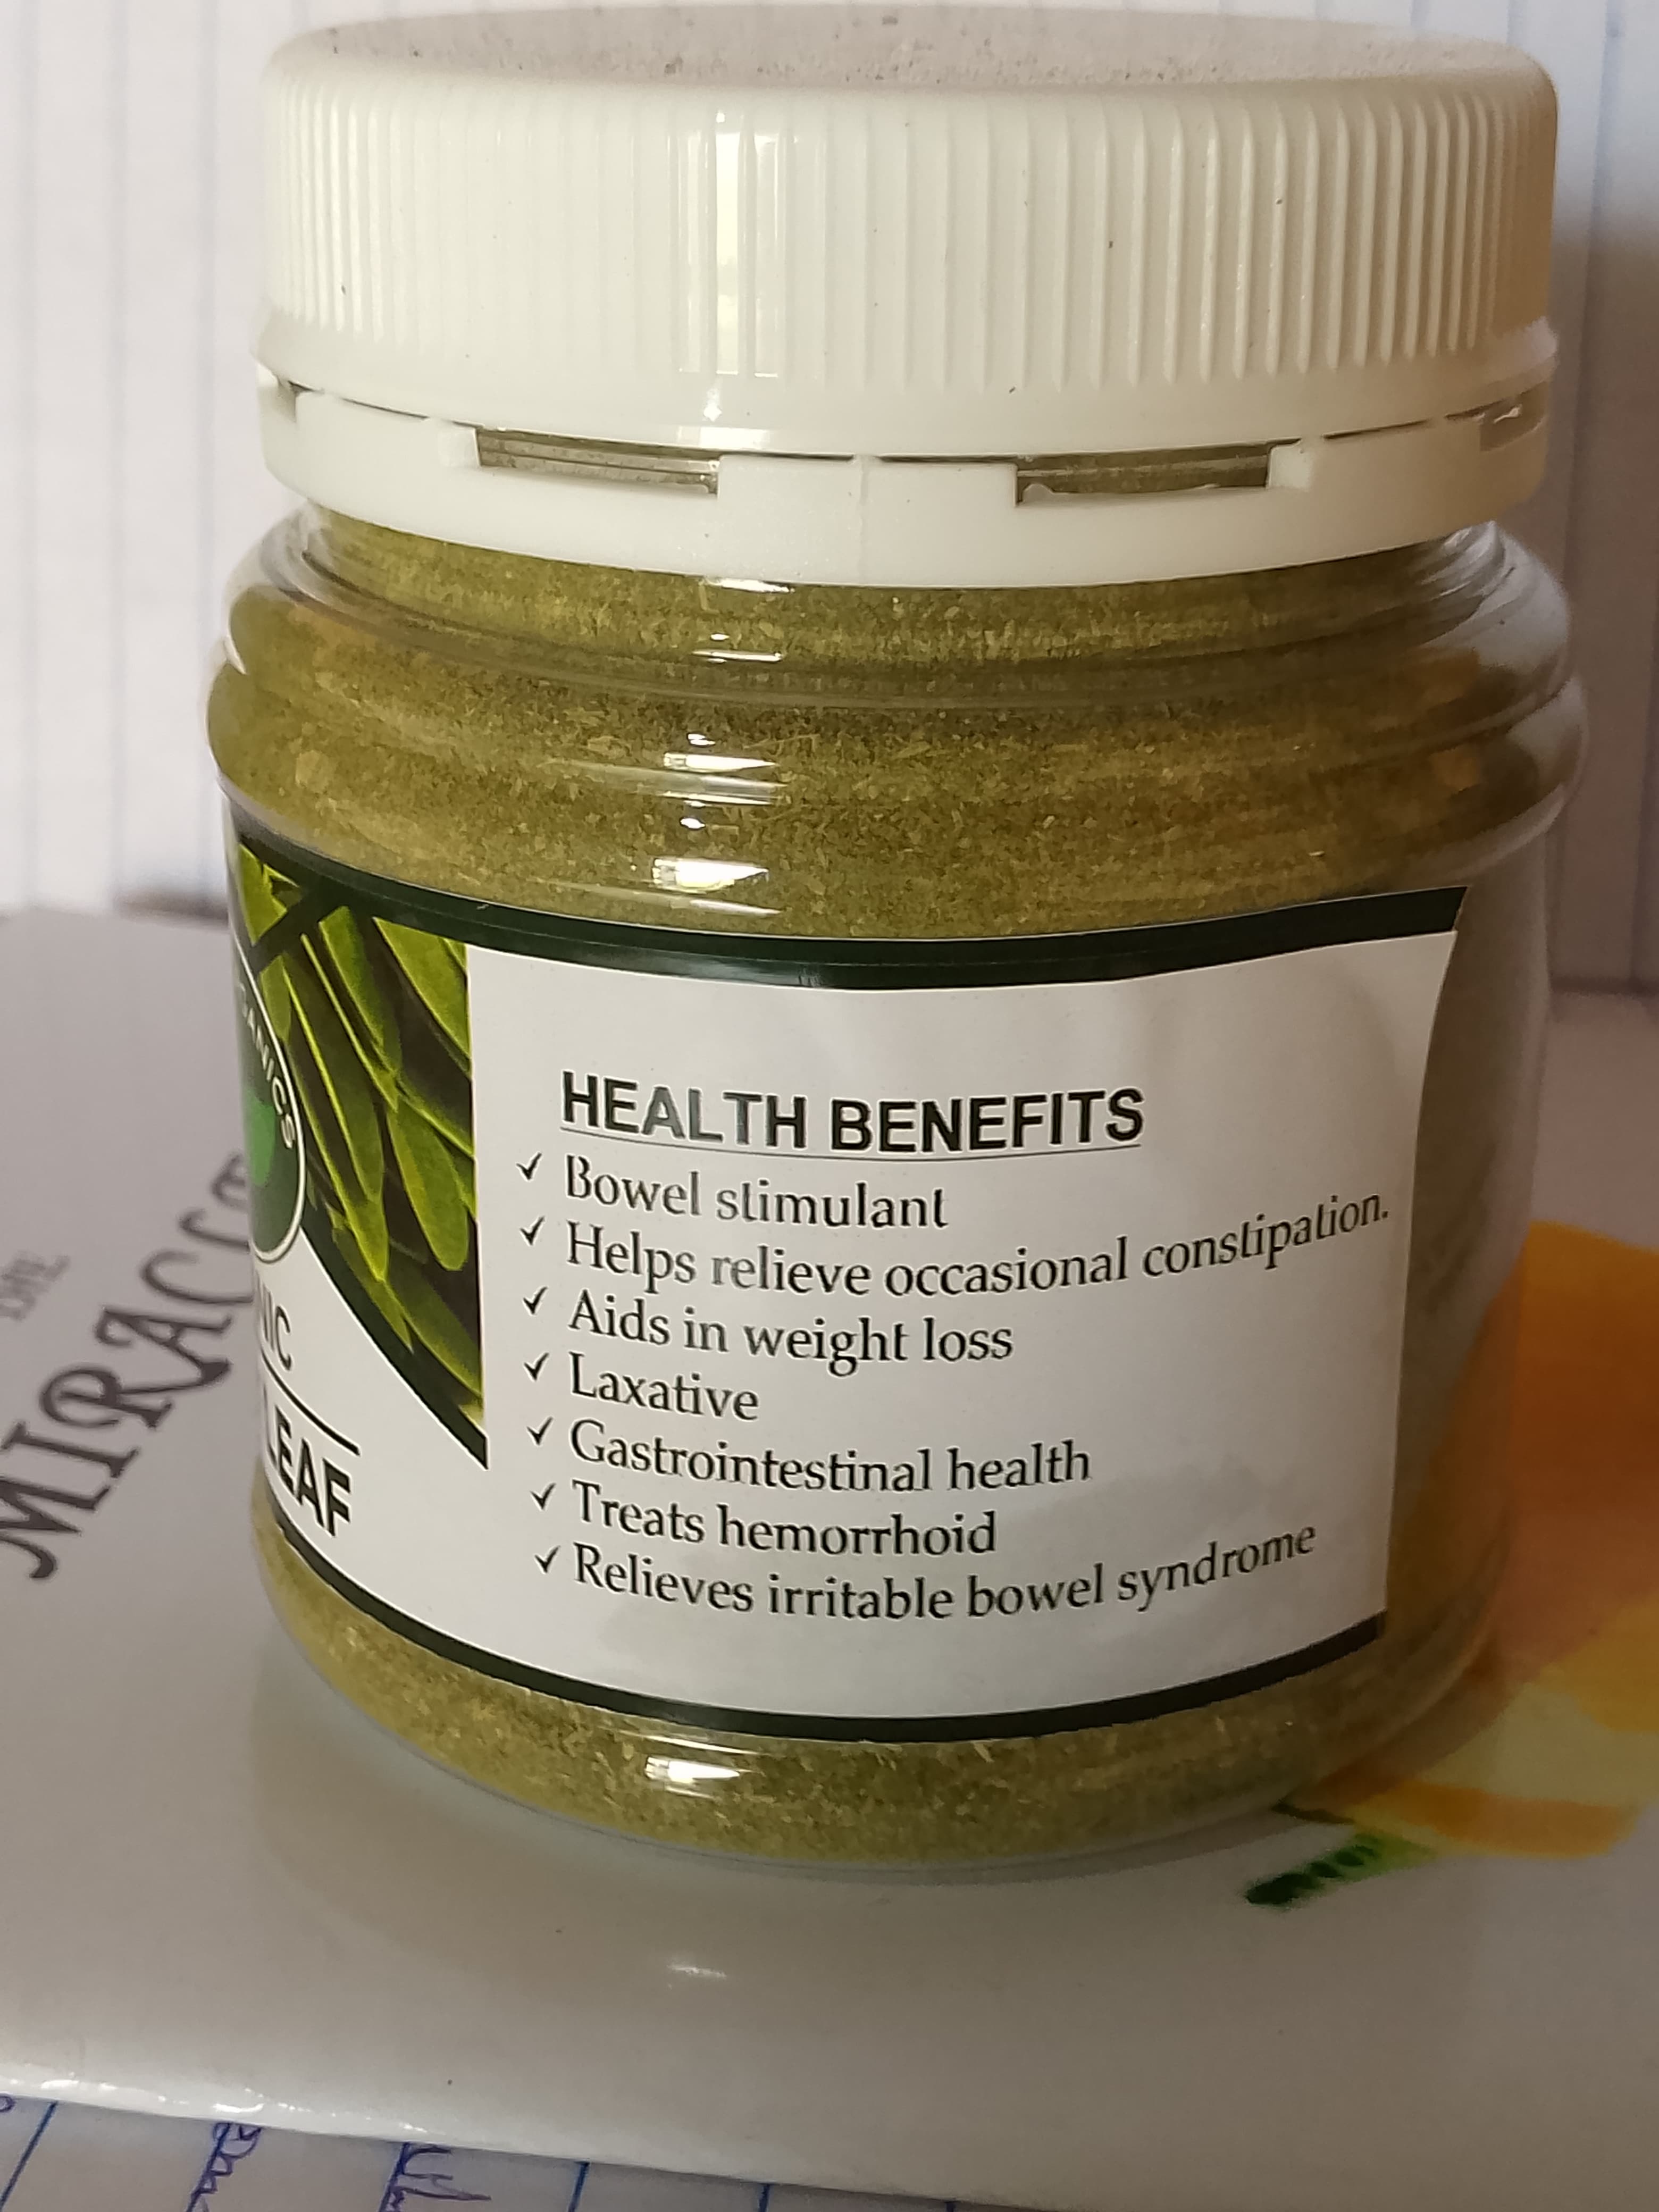 HEALTH BENEFITS
✓ Bowel stimulant
✓ Helps relieve occasional constipation.
✓ Aids in weight loss
✓ Laxative
✓ Gastrointestinal health
✓ Treats hemorrhoid
✓ Relieves irritable bowel syndrome
LEAF
THE